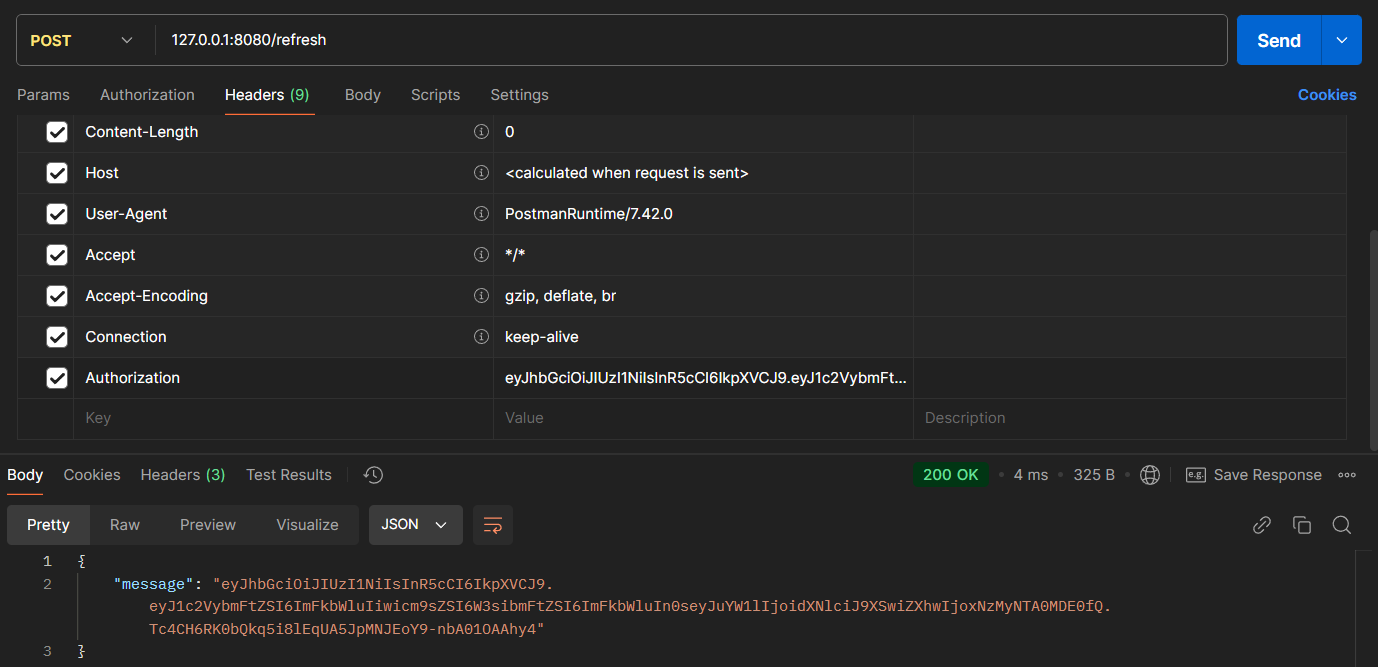 POST 127.0.0.1:8080/refresh Send
Params Authorization Headers (9) Body Scripts Settings Cookies
Content-Length 0
Host <calculated when request is sent>
User-Agent PostmanRuntime/7.42.0
Accept */*
Accept-Encoding gzip, deflate, br
Connection keep-alive
Authorization eyJhbGciOiJIUzI1NiIsInR5cCI6IkpXVCJ9.eyJ1c2VybmFt...
Key Value Description
Body Cookies Headers (3) Test Results 200 OK • 4 ms • 325 B • e.g. Save Response
Pretty Raw Preview Visualize JSON
1 {
2 "message": "eyJhbGciOiJIUzI1NiIsInR5cCI6IkpXVCJ9.
eyJ1c2VybmFtZSI6ImFkbWluIiwicm9sZSI6W3sibmFtZSI6ImFkbWluIn0seyJuYW1lIjoidXNlciJ9XSwiZXhwIjoxNzMyNTA0MDE0fQ.
Tc4CH6RK0bQkq5i8lEqUA5JpMNJEoY9-nbA01OAAhy4"
3 }